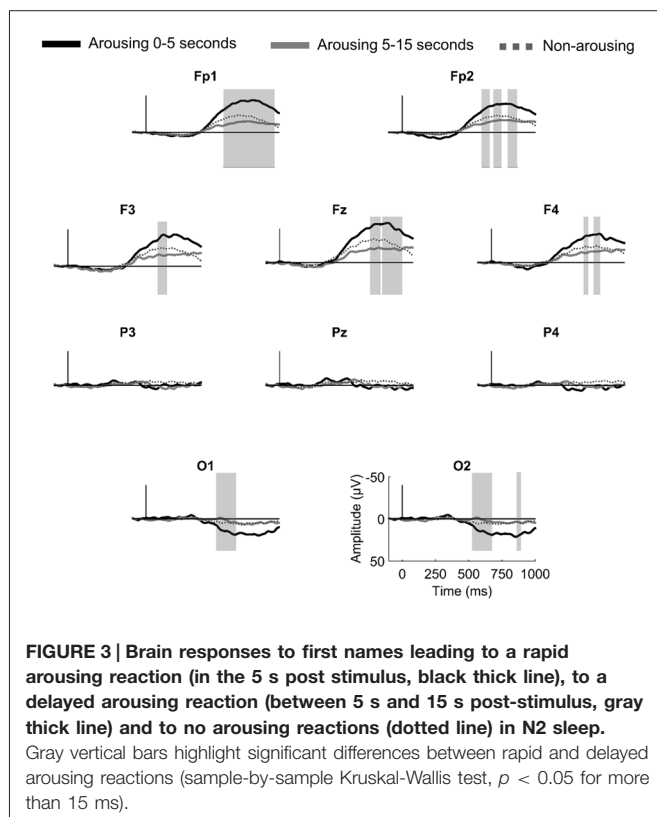 Arousing 0-5 seconds Arousing 5-15 seconds Non-arousing
Fp1 Fp2
F3 Fz F4
P3 Pz P4
O1 O2
-50
0
50
Amplitude (µV)
0 250 500 750 1000
Time (ms)
FIGURE 3 | Brain responses to first names leading to a rapid
arousing reaction (in the 5 s post stimulus, black thick line), to a
delayed arousing reaction (between 5 s and 15 s post-stimulus, gray
thick line) and to no arousing reactions (dotted line) in N2 sleep.
Gray vertical bars highlight significant differences between rapid and delayed
arousing reactions (sample-by-sample Kruskal-Wallis test, p < 0.05 for more
than 15 ms).